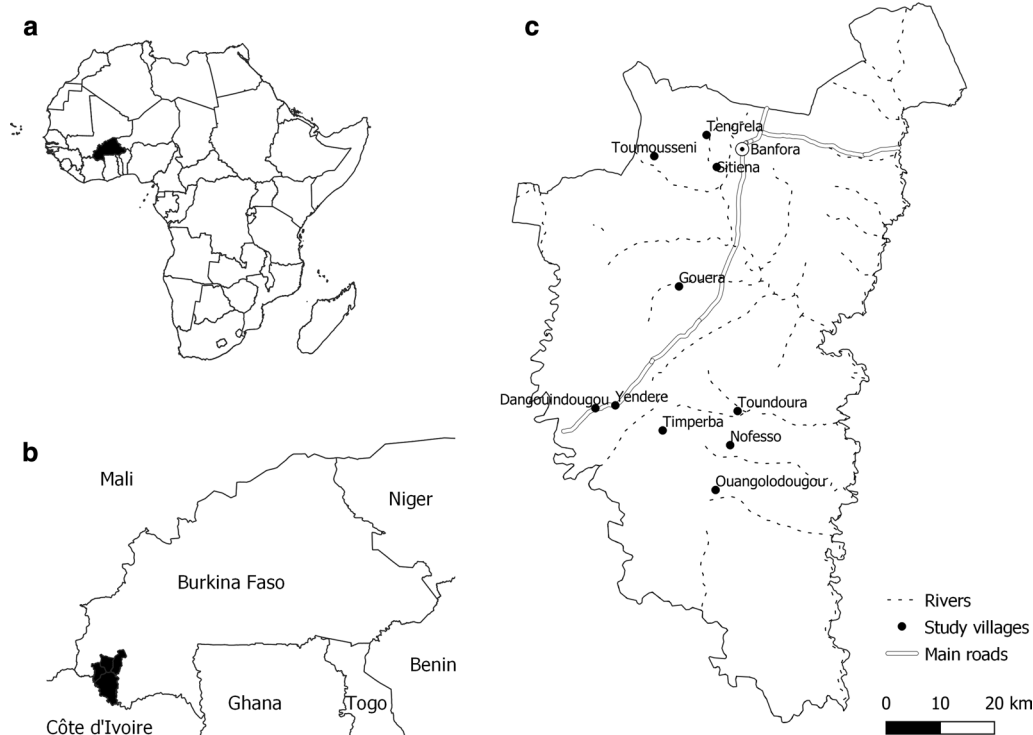 a
c
Tengrela
Toumousseni
Banfora
Sitiena
Gouera
Dangouindougou
Yendere
Toundoura
Timperba
Nofesso
Ouangolodougou
b
Mali
Niger
Burkina Faso
Benin
Ghana
Togo
Côte d'Ivoire
Rivers
Study villages
Main roads
0 10 20 km